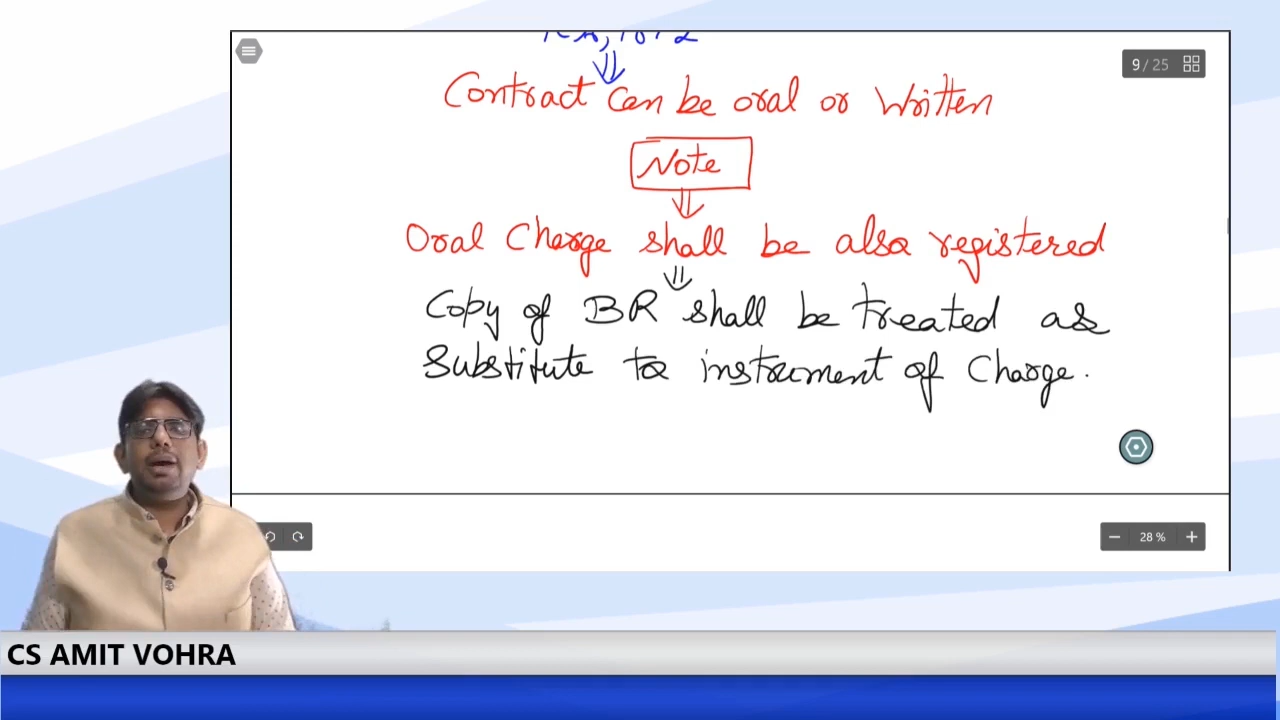 9 / 25
Contract can be oral or written
Note
Oral Charge shall be also registered
Copy of BR shall be treated as
substitute to instrument of Charge.
28 %
CS AMIT VOHRA